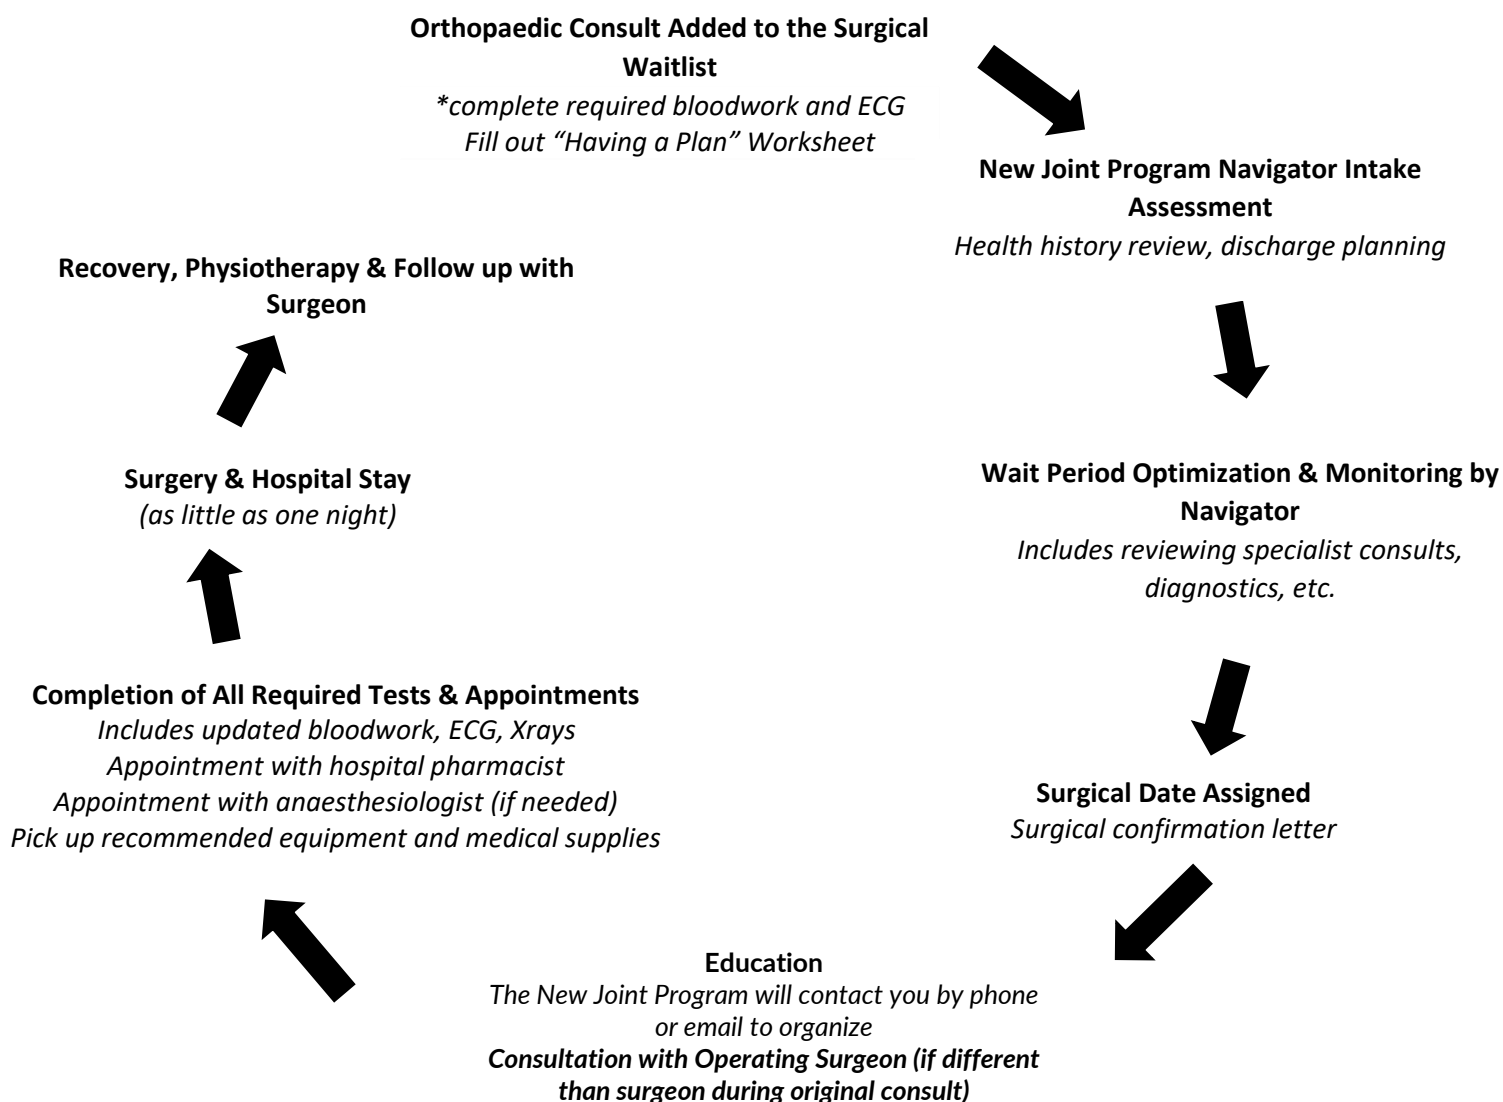 Orthopaedic Consult Added to the Surgical
Waitlist
*complete required bloodwork and ECG
Fill out “Having a Plan” Worksheet
New Joint Program Navigator Intake
Assessment
Health history review, discharge planning
Wait Period Optimization & Monitoring by
Navigator
Includes reviewing specialist consults,
diagnostics, etc.
Surgical Date Assigned
Surgical confirmation letter
Education
The New Joint Program will contact you by phone
or email to organize
Consultation with Operating Surgeon (if different
than surgeon during original consult)
Completion of All Required Tests & Appointments
Includes updated bloodwork, ECG, Xrays
Appointment with hospital pharmacist
Appointment with anaesthesiologist (if needed)
Pick up recommended equipment and medical supplies
Surgery & Hospital Stay
(as little as one night)
Recovery, Physiotherapy & Follow up with
Surgeon